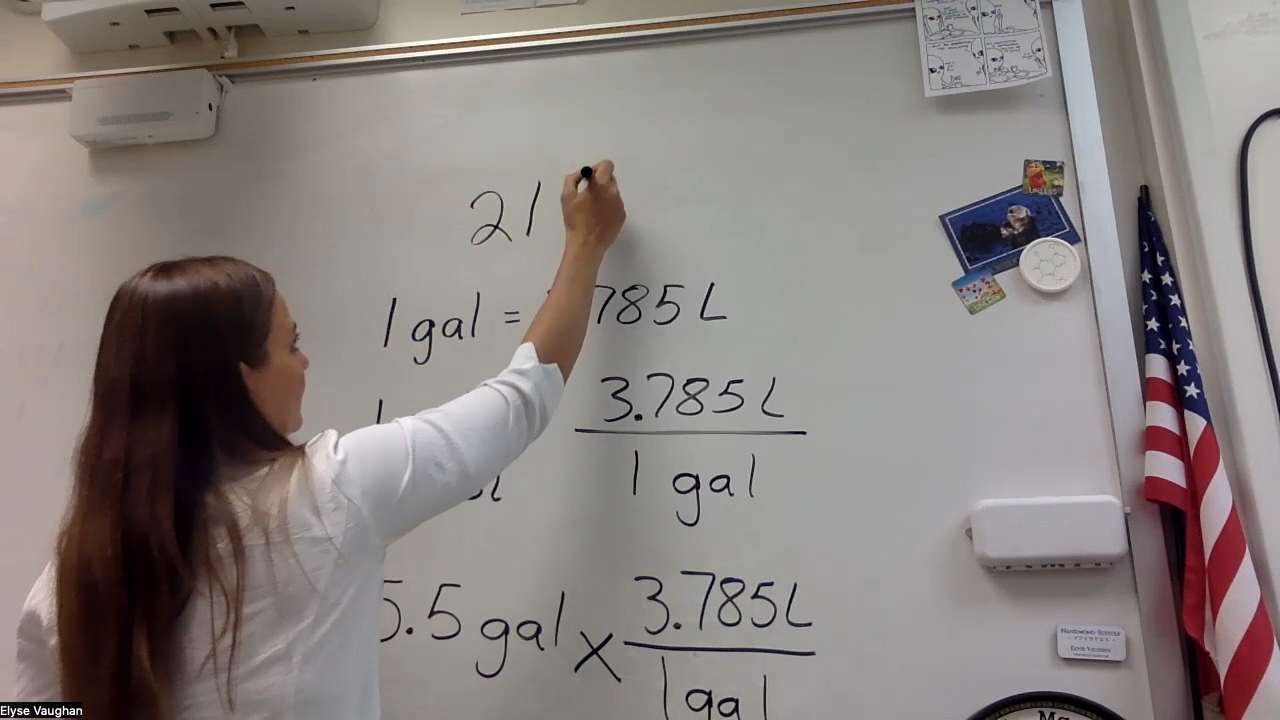 21
1 gal = 785 L
3.785 L
1 gal
5.5 gal x 3.785 L
1 gal
Elyse Vaughan